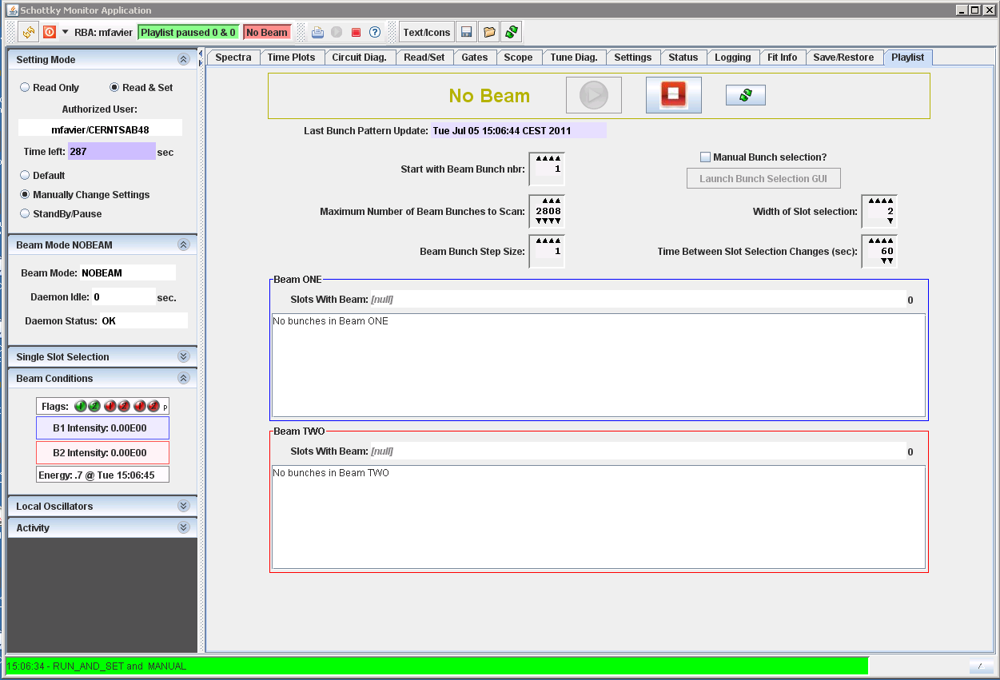 Schottky Monitor Application
RBA: mfavier Playlist paused 0 & 0 No Beam Text/Icons
Setting Mode
Read Only Read & Set
Authorized User:
mfavier/CERNTSAB48
Time left: 287 sec
Default
Manually Change Settings
StandBy/Pause
Beam Mode NOBEAM
Beam Mode: NOBEAM
Daemon Idle: 0 sec.
Daemon Status: OK
Single Slot Selection
Beam Conditions
Flags: 1 2 1 2 1 2 p
B1 Intensity: 0.00E00
B2 Intensity: 0.00E00
Energy: .7 @ Tue 15:06:45
Local Oscillators
Activity
Spectra Time Plots Circuit Diag. Read/Set Gates Scope Tune Diag. Settings Status Logging Fit Info Save/Restore Playlist
No Beam
Last Bunch Pattern Update: Tue Jul 05 15:06:44 CEST 2011
Start with Beam Bunch nbr: 1
Manual Bunch selection?
Launch Bunch Selection GUI
Maximum Number of Beam Bunches to Scan: 2808
Width of Slot selection: 2
Beam Bunch Step Size: 1
Time Between Slot Selection Changes (sec): 60
Beam ONE
Slots With Beam: [null] 0
No bunches in Beam ONE
Beam TWO
Slots With Beam: [null] 0
No bunches in Beam TWO
15:06:34 - RUN_AND_SET and MANUAL